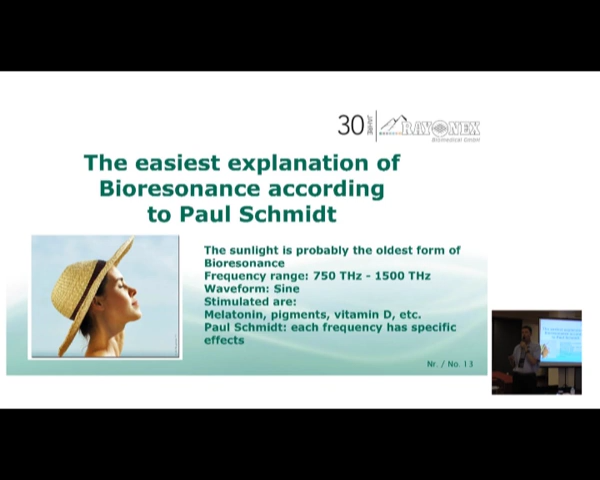 30
RAYONEX
Biomedical GmbH
The easiest explanation of
Bioresonance according
to Paul Schmidt
The sunlight is probably the oldest form of
Bioresonance
Frequency range: 750 THz - 1500 THz
Waveform: Sine
Stimulated are:
Melatonin, pigments, vitamin D, etc.
Paul Schmidt: each frequency has specific
effects
Nr. / No. 13